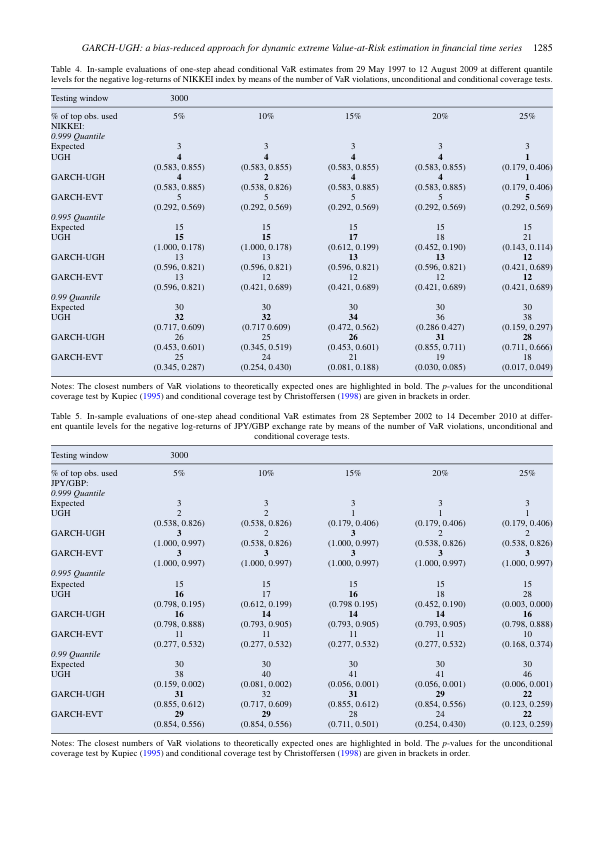 GARCH-UGH: a bias-reduced approach for dynamic extreme Value-at-Risk estimation in financial time series 1285
Table 4. In-sample evaluations of one-step ahead conditional VaR estimates from 29 May 1997 to 12 August 2009 at different quantile
levels for the negative log-returns of NIKKEI index by means of the number of VaR violations, unconditional and conditional coverage tests.
Testing window 3000
% of top obs. used 5% 10% 15% 20% 25%
NIKKEI:
0.999 Quantile
Expected 3 3 3 3 3
UGH 4 4 4 4 1
(0.583, 0.855) (0.583, 0.855) (0.583, 0.855) (0.583, 0.855) (0.179, 0.406)
GARCH-UGH 4 2 4 4 1
(0.583, 0.885) (0.538, 0.826) (0.583, 0.885) (0.583, 0.885) (0.179, 0.406)
GARCH-EVT 5 5 5 5 5
(0.292, 0.569) (0.292, 0.569) (0.292, 0.569) (0.292, 0.569) (0.292, 0.569)
0.995 Quantile
Expected 15 15 15 15 15
UGH 15 15 17 18 21
(1.000, 0.178) (1.000, 0.178) (0.612, 0.199) (0.452, 0.190) (0.143, 0.114)
GARCH-UGH 13 13 13 13 12
(0.596, 0.821) (0.596, 0.821) (0.596, 0.821) (0.596, 0.821) (0.421, 0.689)
GARCH-EVT 13 12 12 12 12
(0.596, 0.821) (0.421, 0.689) (0.421, 0.689) (0.421, 0.689) (0.421, 0.689)
0.99 Quantile
Expected 30 30 30 30 30
UGH 32 32 34 36 38
(0.717, 0.609) (0.717 0.609) (0.472, 0.562) (0.286 0.427) (0.159, 0.297)
GARCH-UGH 26 25 26 31 28
(0.453, 0.601) (0.345, 0.519) (0.453, 0.601) (0.855, 0.711) (0.711, 0.666)
GARCH-EVT 25 24 21 19 18
(0.345, 0.287) (0.254, 0.430) (0.081, 0.188) (0.030, 0.085) (0.017, 0.049)
Notes: The closest numbers of VaR violations to theoretically expected ones are highlighted in bold. The p-values for the unconditional
coverage test by Kupiec (1995) and conditional coverage test by Christoffersen (1998) are given in brackets in order.
Table 5. In-sample evaluations of one-step ahead conditional VaR estimates from 28 September 2002 to 14 December 2010 at differ-
ent quantile levels for the negative log-returns of JPY/GBP exchange rate by means of the number of VaR violations, unconditional and
conditional coverage tests.
Testing window 3000
% of top obs. used 5% 10% 15% 20% 25%
JPY/GBP:
0.999 Quantile
Expected 3 3 3 3 3
UGH 2 2 1 1 1
(0.538, 0.826) (0.538, 0.826) (0.179, 0.406) (0.179, 0.406) (0.179, 0.406)
GARCH-UGH 3 2 3 2 2
(1.000, 0.997) (0.538, 0.826) (1.000, 0.997) (0.538, 0.826) (0.538, 0.826)
GARCH-EVT 3 3 3 3 3
(1.000, 0.997) (1.000, 0.997) (1.000, 0.997) (1.000, 0.997) (1.000, 0.997)
0.995 Quantile
Expected 15 15 15 15 15
UGH 16 17 16 18 28
(0.798, 0.195) (0.612, 0.199) (0.798 0.195) (0.452, 0.190) (0.003, 0.000)
GARCH-UGH 16 14 14 14 16
(0.798, 0.888) (0.793, 0.905) (0.793, 0.905) (0.793, 0.905) (0.798, 0.888)
GARCH-EVT 11 11 11 11 10
(0.277, 0.532) (0.277, 0.532) (0.277, 0.532) (0.277, 0.532) (0.168, 0.374)
0.99 Quantile
Expected 30 30 30 30 30
UGH 38 40 41 41 46
(0.159, 0.002) (0.081, 0.002) (0.056, 0.001) (0.056, 0.001) (0.006, 0.001)
GARCH-UGH 31 32 31 29 22
(0.855, 0.612) (0.717, 0.609) (0.855, 0.612) (0.854, 0.556) (0.123, 0.259)
GARCH-EVT 29 29 28 24 22
(0.854, 0.556) (0.854, 0.556) (0.711, 0.501) (0.254, 0.430) (0.123, 0.259)
Notes: The closest numbers of VaR violations to theoretically expected ones are highlighted in bold. The p-values for the unconditional
coverage test by Kupiec (1995) and conditional coverage test by Christoffersen (1998) are given in brackets in order.